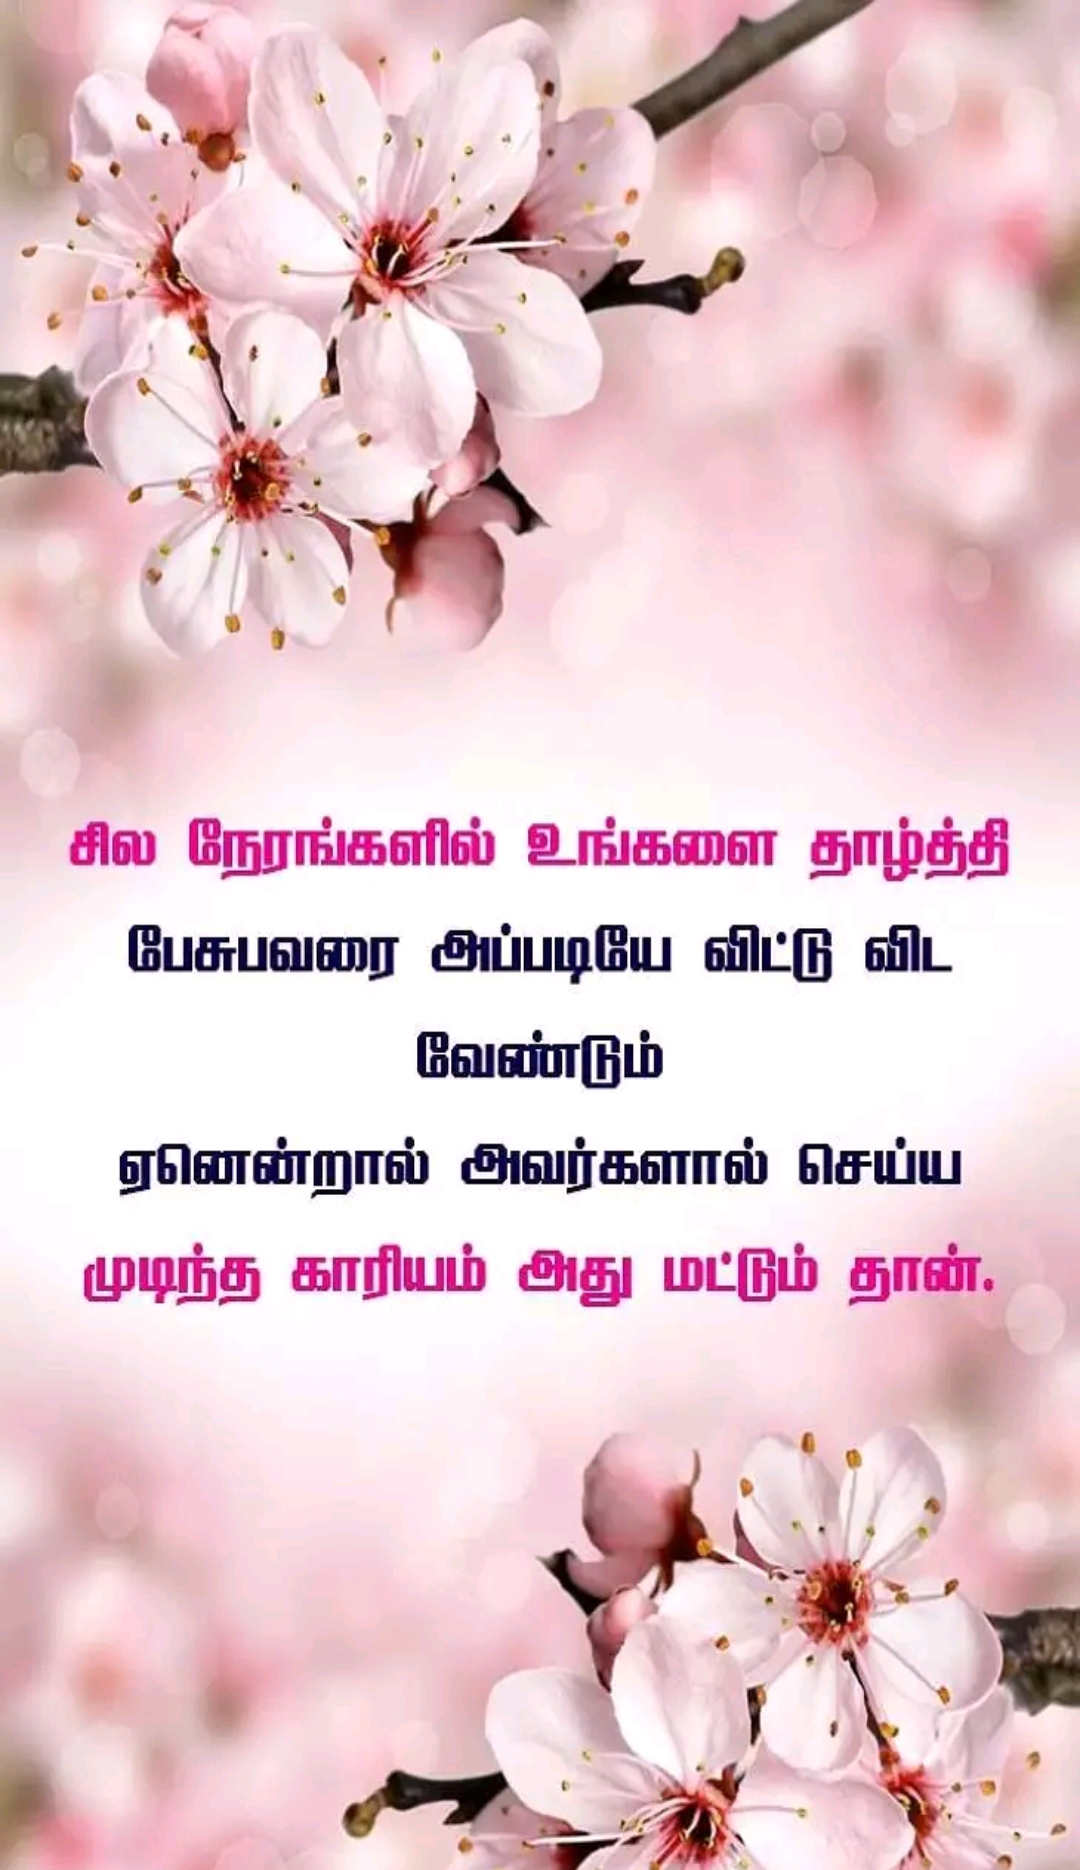 சில நேரங்களில் உங்களை தாழ்த்தி
பேசுபவரை அப்படியே விட்டு விட
வேண்டும்
ஏனென்றால் அவர்களால் செய்ய
முடிந்த காரியம் அது மட்டும் தான்.